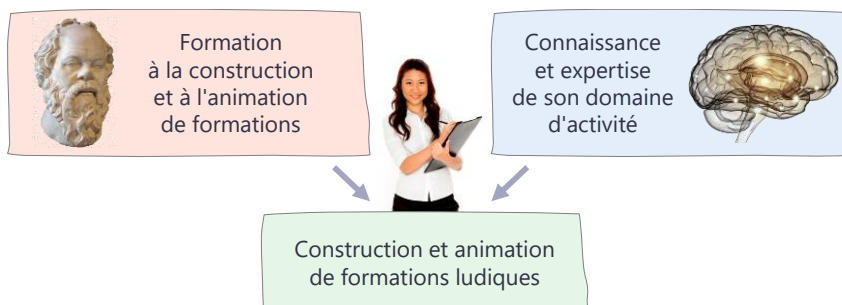 Formation
à la construction
et à l'animation
de formations
Connaissance
et expertise
de son domaine
d'activité
Construction et animation
de formations ludiques